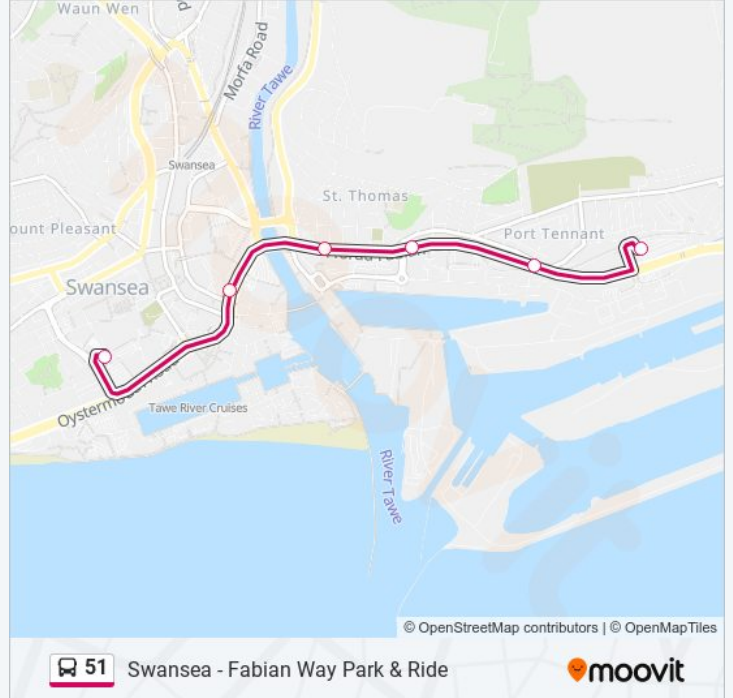 Waun Wen
Morfa Road
River Tawe
Swansea
St. Thomas
ount Pleasant
Port Tennant
Swansea
Tawe River Cruises
River Tawe
© OpenStreetMap contributors | © OpenMapTiles
51 Swansea - Fabian Way Park & Ride moovit